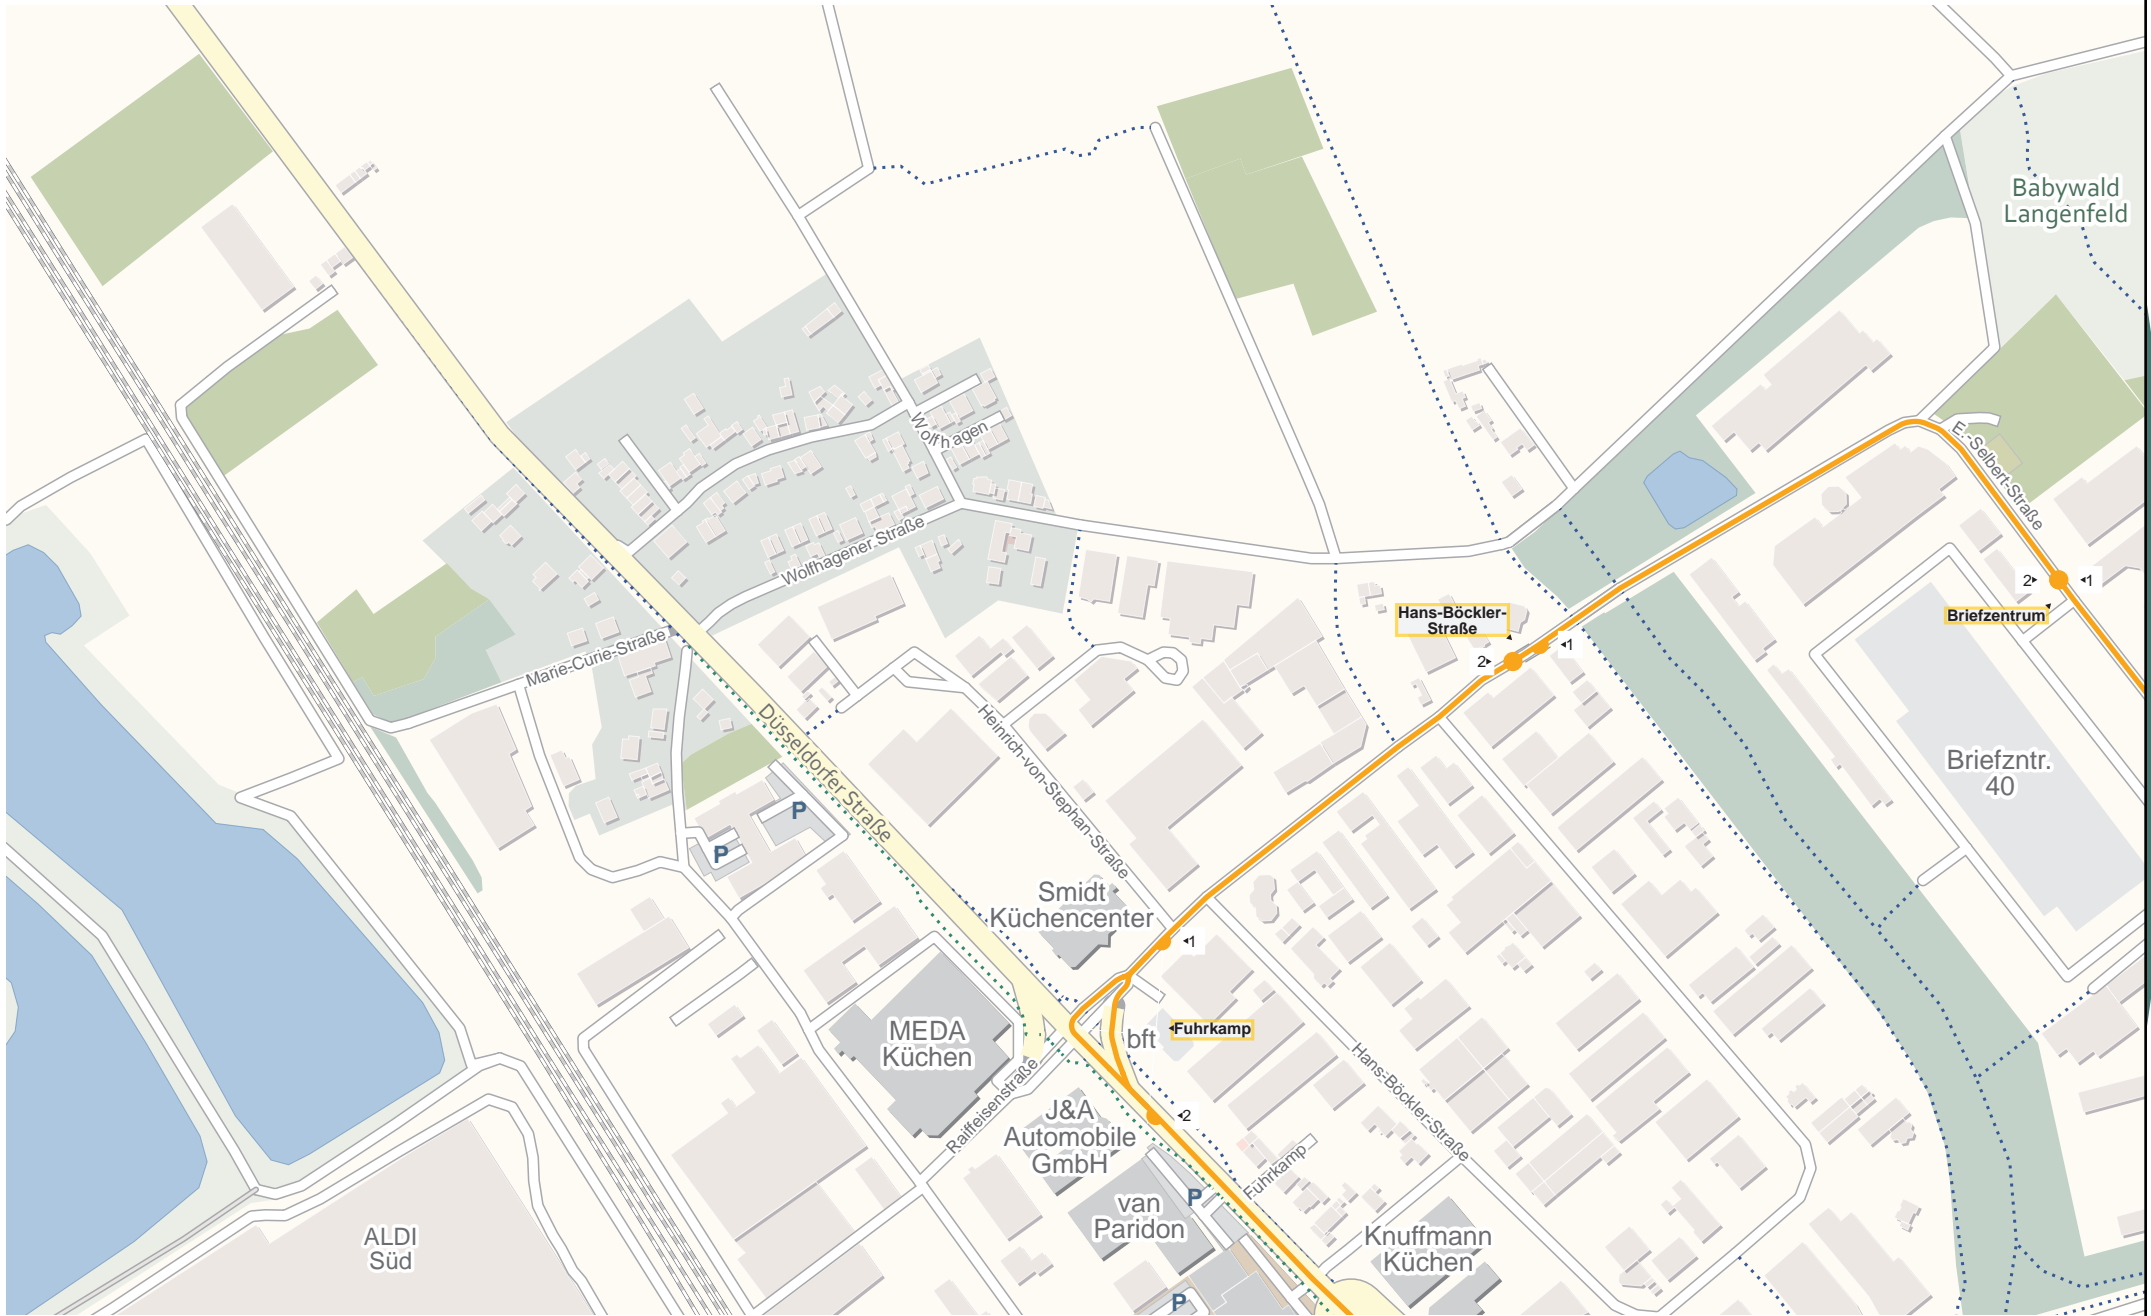 Babywald
Langenfeld
Wolfhagen
E.-Selbert-Straße
Wolfhagener Straße
2
1
Briefzentrum
Hans-Böckler-
Straße
2
1
Marie-Curie-Straße
Düsseldorfer Straße
Heinrich-von-Stephan-Straße
Briefzntr.
40
P
P
Smidt
Küchencenter
1
MEDA
Küchen
bft
Fuhrkamp
Hans-Böckler-Straße
Raiffeisenstraße
J&A
Automobile
GmbH
2
Fuhrkamp
P
van
Paridon
ALDI
Süd
Knuffmann
Küchen
P